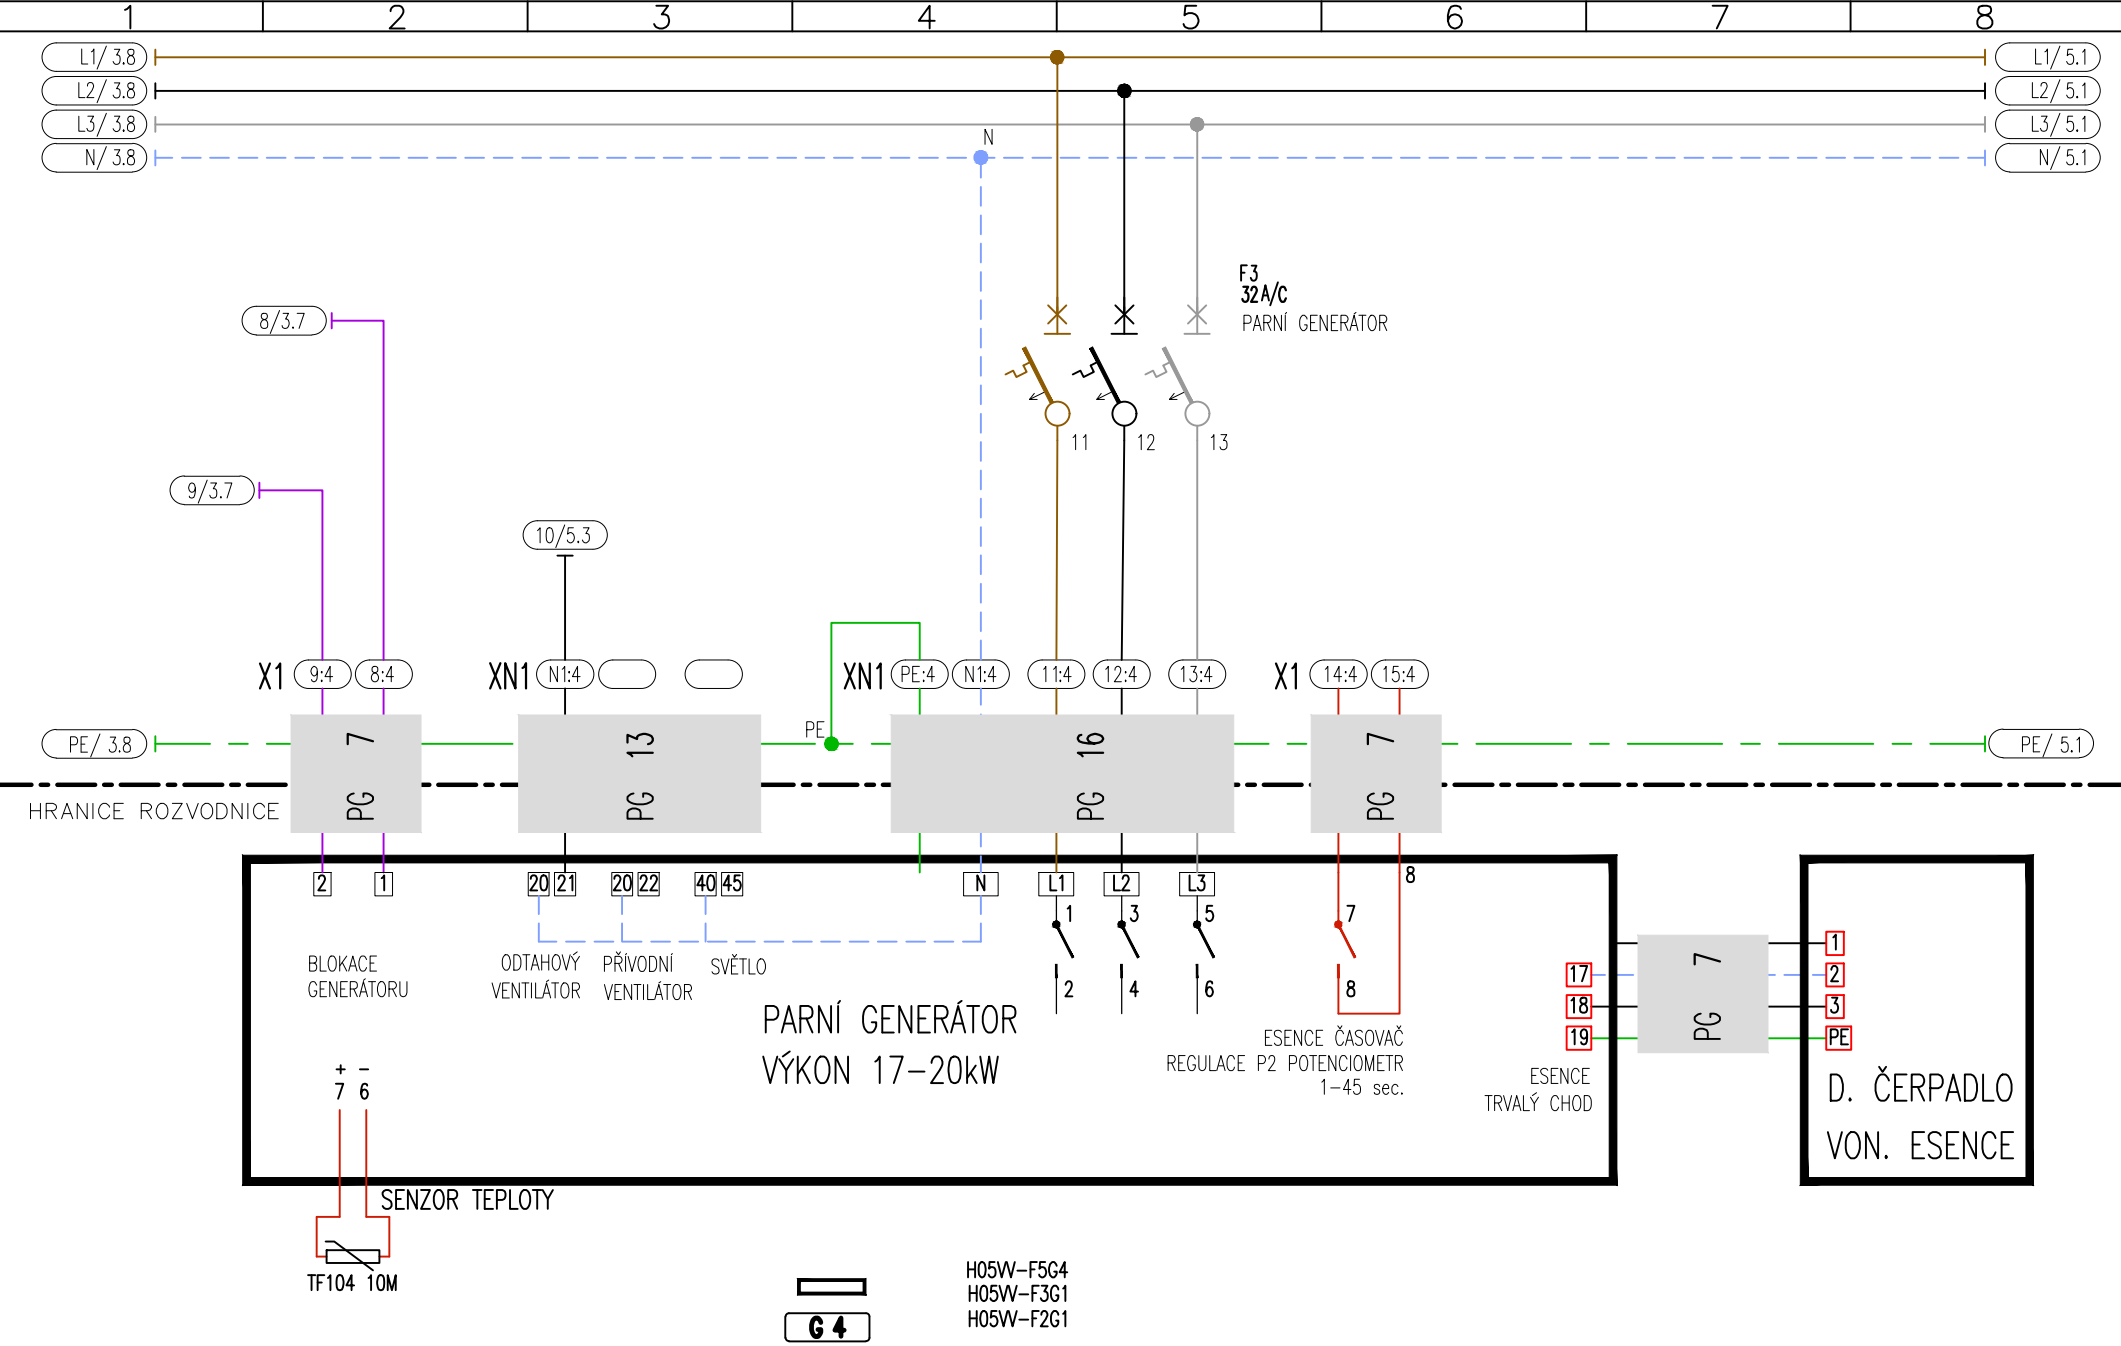 1 2 3 4 5 6 7 8
L1/ 3.8 L1/ 5.1
L2/ 3.8 L2/ 5.1
L3/ 3.8 L3/ 5.1
N
N/ 3.8 N/ 5.1
F3
32A/C
PARNÍ GENERÁTOR
8/3.7
11 12 13
9/3.7
10/5.3
X1 9:4 8:4 XN1 N1:4 XN1 PE:4 N1:4 11:4 12:4 13:4 X1 14:4 15:4
PE
PE/ 3.8 PE/ 5.1
PG 7
PG 13
PG 16
PG 7
HRANICE ROZVODNICE
2 1 20 21 20 22 40 45 N L1 L2 L3 8
1 3 5 7
2 4 6 8
BLOKACE
GENERÁTORU
ODTAHOVÝ
VENTILÁTOR
PŘÍVODNÍ
VENTILÁTOR
SVĚTLO
PARNÍ GENERÁTOR
VÝKON 17-20kW
ESENCE ČASOVAČ
REGULACE P2 POTENCIOMETR
1-45 sec.
17
18
19
ESENCE
TRVALÝ CHOD
PG 7
1
2
3
PE
D. ČERPADLO
VON. ESENCE
+ -
7 6
SENZOR TEPLOTY
TF104 10M
H05VV-F5G4
H05VV-F3G1
H05VV-F2G1
G 4